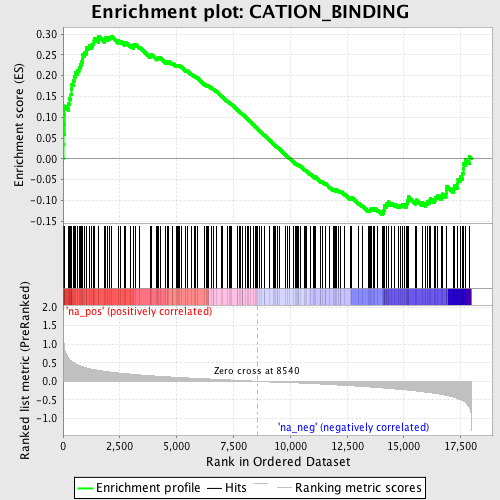 Enrichment plot: CATION_BINDING
Enrichment score (ES)
0.30
0.25
0.20
0.15
0.10
0.05
0.00
-0.05
-0.10
-0.15
'na_pos' (positively correlated)
Ranked list metric (PreRanked)
2.0
1.5
1.0
0.5
0.0
-0.5
-1.0
Zero cross at 8540
'na_neg' (negatively correlated)
0
2,500
5,000
7,500
10,000
12,500
15,000
17,500
Rank in Ordered Dataset
Enrichment profile
Hits
Ranking metric scores